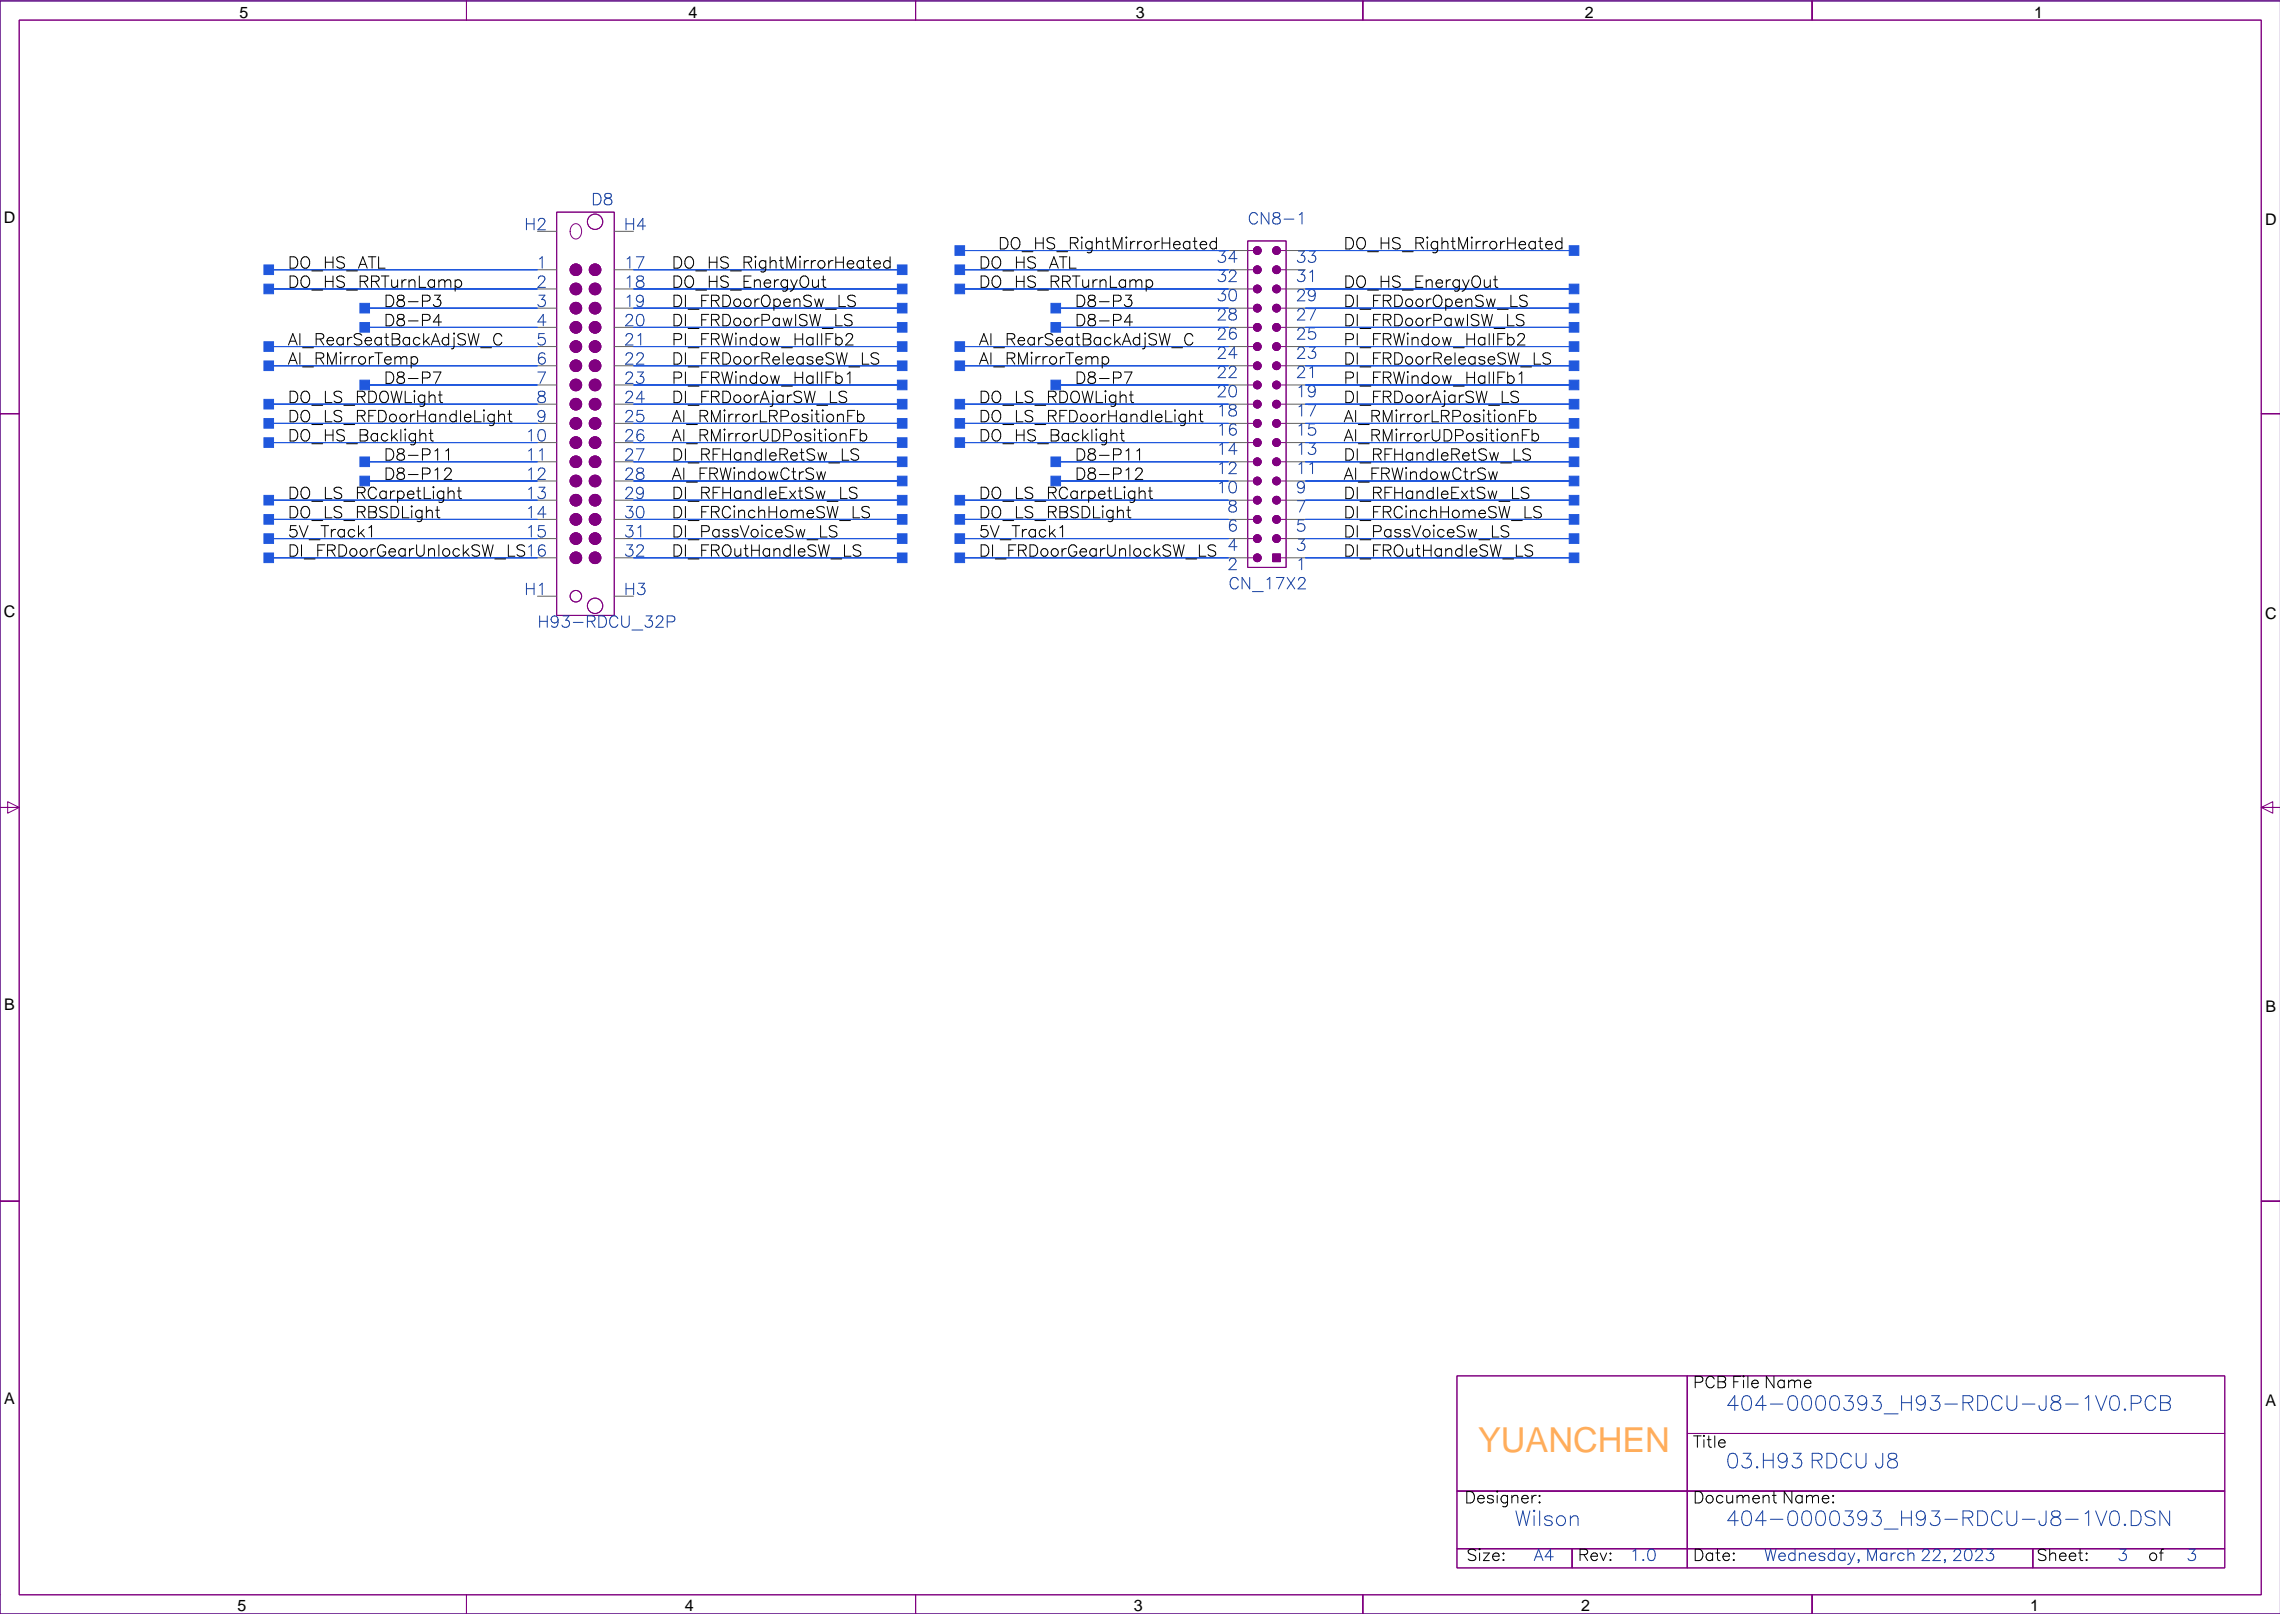 5 4 3 2 1
D D
D8
H2 H4
DO_HS_ATL 1 17 DO_HS_RightMirrorHeated
DO_HS_RRTurnLamp 2 18 DO_HS_EnergyOut
D8-P3 3 19 DI_FRDoorOpenSw_LS
D8-P4 4 20 DI_FRDoorPawlSW_LS
AI_RearSeatBackAdjSW_C 5 21 PI_FRWindow_HallFb2
AI_RMirrorTemp 6 22 DI_FRDoorReleaseSW_LS
D8-P7 7 23 PI_FRWindow_HallFb1
DO_LS_RDOWLight 8 24 DI_FRDoorAjarSW_LS
DO_LS_RFDoorHandleLight 9 25 AI_RMirrorLRPositionFb
DO_HS_Backlight 10 26 AI_RMirrorUDPositionFb
D8-P11 11 27 DI_RFHandleRetSw_LS
D8-P12 12 28 AI_FRWindowCtrSw
DO_LS_RCarpetLight 13 29 DI_RFHandleExtSw_LS
DO_LS_RBSDLight 14 30 DI_FRCinchHomeSW_LS
5V_Track1 15 31 DI_PassVoiceSw_LS
DI_FRDoorGearUnlockSW_LS 16 32 DI_FROutHandleSW_LS
H1 H3
H93-RDCU_32P
CN8-1
DO_HS_RightMirrorHeated 34 33 DO_HS_RightMirrorHeated
DO_HS_ATL 32 31
DO_HS_RRTurnLamp 30 29 DO_HS_EnergyOut
D8-P3 28 27 DI_FRDoorOpenSw_LS
D8-P4 26 25 DI_FRDoorPawlSW_LS
AI_RearSeatBackAdjSW_C 24 23 PI_FRWindow_HallFb2
AI_RMirrorTemp 22 21 DI_FRDoorReleaseSW_LS
D8-P7 20 19 PI_FRWindow_HallFb1
DO_LS_RDOWLight 18 17 DI_FRDoorAjarSW_LS
DO_LS_RFDoorHandleLight 16 15 AI_RMirrorLRPositionFb
DO_HS_Backlight 14 13 AI_RMirrorUDPositionFb
D8-P11 12 11 DI_RFHandleRetSw_LS
D8-P12 10 9 AI_FRWindowCtrSw
DO_LS_RCarpetLight 8 7 DI_RFHandleExtSw_LS
DO_LS_RBSDLight 6 5 DI_FRCinchHomeSW_LS
5V_Track1 4 3 DI_PassVoiceSw_LS
DI_FRDoorGearUnlockSW_LS 2 1 DI_FROutHandleSW_LS
CN_17X2
C C
B B
A A
YUANCHEN
PCB File Name
404-0000393_H93-RDCU-J8-1V0.PCB
Title
03.H93 RDCU J8
Designer:
Wilson
Document Name:
404-0000393_H93-RDCU-J8-1V0.DSN
Size: A4 Rev: 1.0 Date: Wednesday, March 22, 2023 Sheet: 3 of 3
5 4 3 2 1